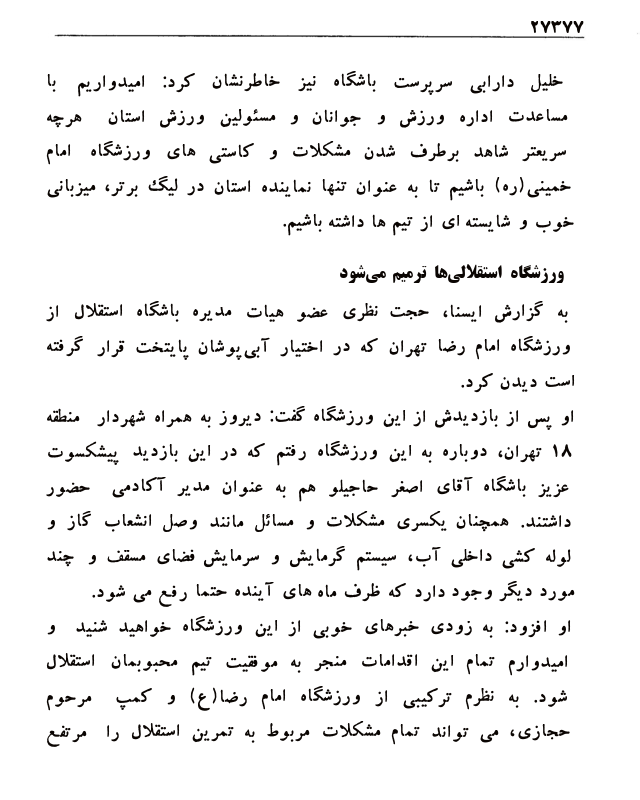 ۲۷۳۷۷
خلیل دارابی سرپرست باشگاه نیز خاطرنشان کرد: امیدواریم با
مساعدت اداره ورزش و جوانان و مسئولین ورزش استان هرچه
سریعتر شاهد برطرف شدن مشکلات و کاستی های ورزشگاه امام
خمینی(ره) باشیم تا به عنوان تنها نماینده استان در لیگ برتر، میزبانی
خوب و شایسته ای از تیم ها داشته باشیم.
ورزشگاه استقلالی‌ها ترمیم می‌شود
به گزارش ایسنا، حجت نظری عضو هیات مدیره باشگاه استقلال از
ورزشگاه امام رضا تهران که در اختیار آبی‌پوشان پایتخت قرار گرفته
است دیدن کرد.
او پس از بازدیدش از این ورزشگاه گفت: دیروز به همراه شهردار منطقه
۱۸ تهران، دوباره به این ورزشگاه رفتم که در این بازدید پیشکسوت
عزیز باشگاه آقای اصغر حاجیلو هم به عنوان مدیر آکادمی حضور
داشتند. همچنان یکسری مشکلات و مسائل مانند وصل انشعاب گاز و
لوله کشی داخلی آب، سیستم گرمایش و سرمایش فضای مسقف و چند
مورد دیگر وجود دارد که ظرف ماه های آینده حتما رفع می شود.
او افزود: به زودی خبرهای خوبی از این ورزشگاه خواهید شنید و
امیدوارم تمام این اقدامات منجر به موفقیت تیم محبوبمان استقلال
شود. به نظرم ترکیبی از ورزشگاه امام رضا(ع) و کمپ مرحوم
حجازی، می تواند تمام مشکلات مربوط به تمرین استقلال را مرتفع